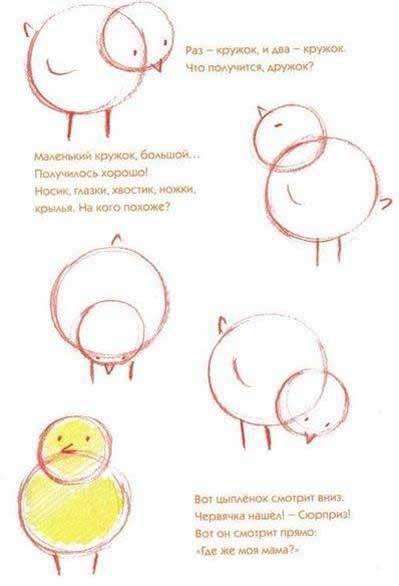 Раз – кружок, и два – кружок.
Что получится, дружок?
Маленький кружок, большой...
Получилось хорошо!
Носик, глазки, хвостик, ножки,
крылья. На кого похоже?
Вот цыплёнок смотрит вниз.
Червячка нашёл! – Сюрприз!
Вот он смотрит прямо:
«Где же моя мама?»